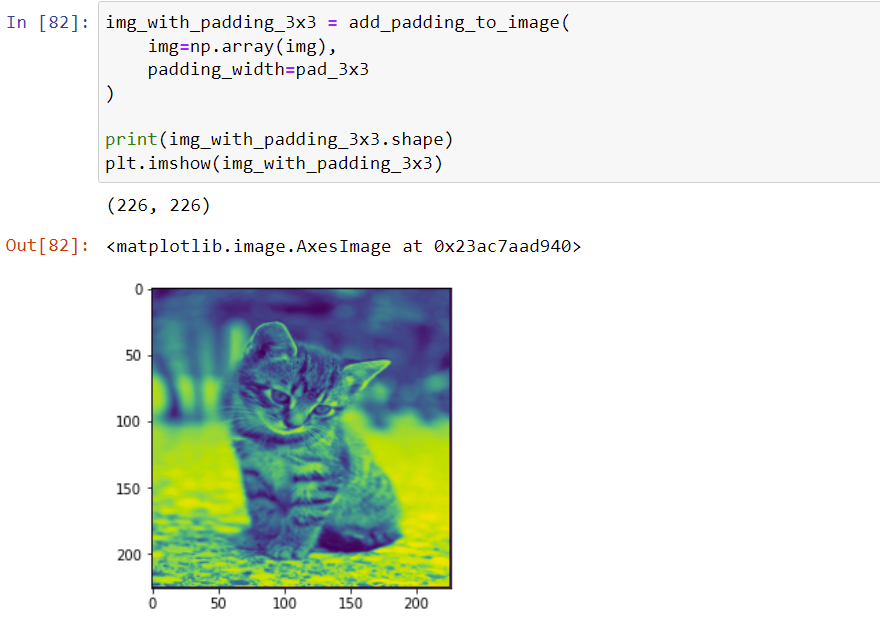 In [82]: img_with_padding_3x3 = add_padding_to_image(
    img=np.array(img),
    padding_width=pad_3x3
)
print(img_with_padding_3x3.shape)
plt.imshow(img_with_padding_3x3)
(226, 226)
Out[82]: <matplotlib.image.AxesImage at 0x23ac7aad940>
0
50
100
150
200
0 50 100 150 200